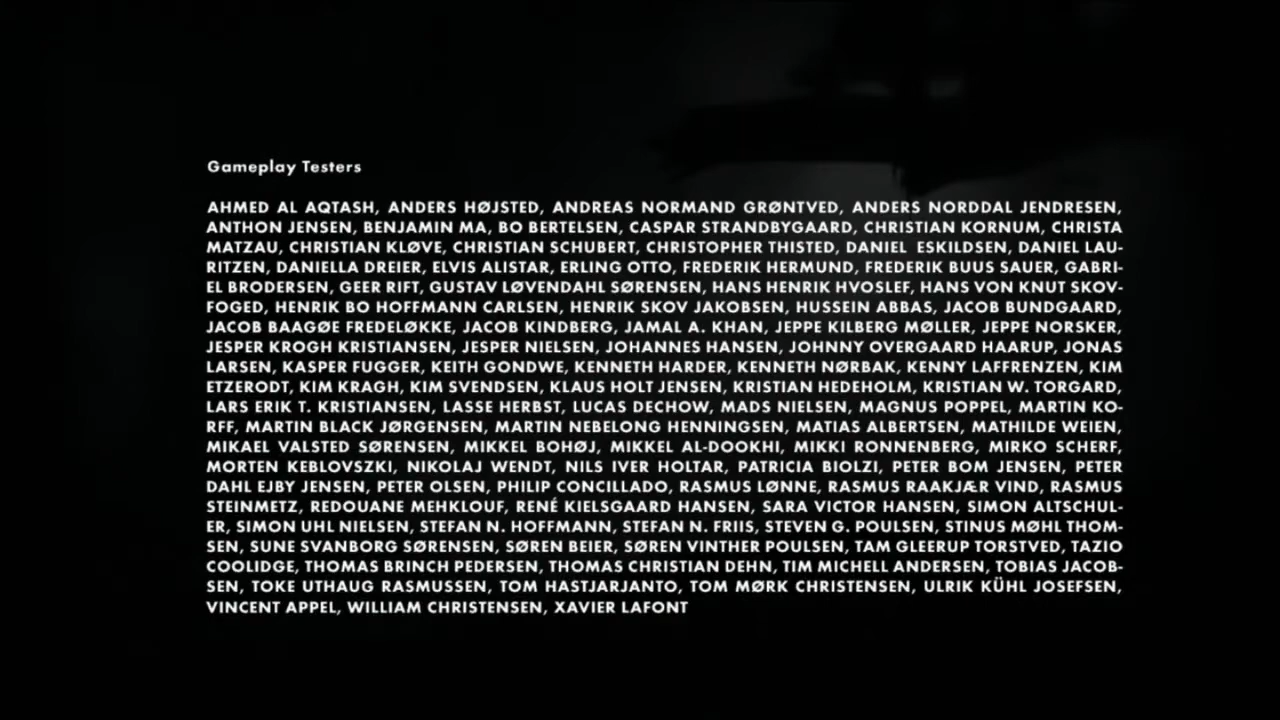 Gameplay Testers
AHMED AL AQTASH, ANDERS HØJSTED, ANDREAS NORMAND GRØNTVED, ANDERS NORDDAL JENDRESEN,
ANTHON JENSEN, BENJAMIN MA, BO BERTELSEN, CASPAR STRANDBYGAARD, CHRISTIAN KORNUM, CHRISTA
MATZAU, CHRISTIAN KLØVE, CHRISTIAN SCHUBERT, CHRISTOPHER THISTED, DANIEL ESKILDSEN, DANIEL LAU-
RITZEN, DANIELLA DREIER, ELVIS ALISTAR, ERLING OTTO, FREDERIK HERMUND, FREDERIK BUUS SAUER, GABRI-
EL BRODERSEN, GEER RIFT, GUSTAV LØVENDAHL SØRENSEN, HANS HENRIK HVOSLEF, HANS VON KNUT SKOV-
FOGED, HENRIK BO HOFFMANN CARLSEN, HENRIK SKOV JAKOBSEN, HUSSEIN ABBAS, JACOB BUNDGAARD,
JACOB BAAGØE FREDELØKKE, JACOB KINDBERG, JAMAL A. KHAN, JEPPE KILBERG MØLLER, JEPPE NORSKER,
JESPER KROGH KRISTIANSEN, JESPER NIELSEN, JOHANNES HANSEN, JOHNNY OVERGAARD HAARUP, JONAS
LARSEN, KASPER FUGGER, KEITH GONDWE, KENNETH HARDER, KENNETH NØRBAK, KENNY LAFFRENZEN, KIM
ETZERODT, KIM KRAGH, KIM SVENDSEN, KLAUS HOLT JENSEN, KRISTIAN HEDEHOLM, KRISTIAN W. TORGARD,
LARS ERIK T. KRISTIANSEN, LASSE HERBST, LUCAS DECHOW, MADS NIELSEN, MAGNUS POPPEL, MARTIN KO-
RFF, MARTIN BLACK JØRGENSEN, MARTIN NEBELONG HENNINGSEN, MATIAS ALBERTSEN, MATHILDE WEIEN,
MIKAEL VALSTED SØRENSEN, MIKKEL BOHØJ, MIKKEL AL-DOOKHI, MIKKI RONNENBERG, MIRKO SCHERF,
MORTEN KEBLOVSZKI, NIKOLAJ WENDT, NILS IVER HOLTAR, PATRICIA BIOLZI, PETER BOM JENSEN, PETER
DAHL EJBY JENSEN, PETER OLSEN, PHILIP CONCILLADO, RASMUS LØNNE, RASMUS RAAKJÆR VIND, RASMUS
STEINMETZ, REDOUANE MEHKLOUF, RENÉ KIELSGAARD HANSEN, SARA VICTOR HANSEN, SIMON ALTSCHUL-
ER, SIMON UHL NIELSEN, STEFAN N. HOFFMANN, STEFAN N. FRIIS, STEVEN G. POULSEN, STINUS MØHL THOM-
SEN, SUNE SVANBORG SØRENSEN, SØREN BEIER, SØREN VINTHER POULSEN, TAM GLEERUP TORSTVED, TAZIO
COOLIDGE, THOMAS BRINCH PEDERSEN, THOMAS CHRISTIAN DEHN, TIM MICHELL ANDERSEN, TOBIAS JACOB-
SEN, TOKE UTHAUG RASMUSSEN, TOM HASTJARJANTO, TOM MØRK CHRISTENSEN, ULRIK KÜHL JOSEFSEN,
VINCENT APPEL, WILLIAM CHRISTENSEN, XAVIER LAFONT